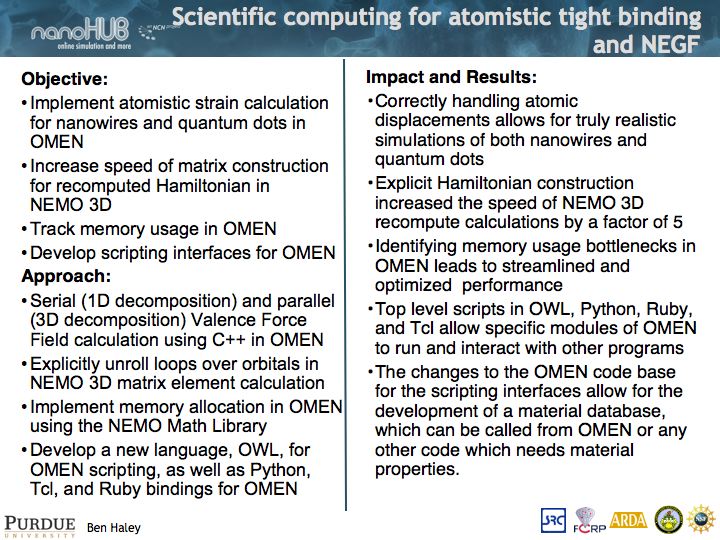 nanoHUB
online simulation and more
Scientific computing for atomistic tight binding
and NEGF
Objective:
• Implement atomistic strain calculation
for nanowires and quantum dots in
OMEN
• Increase speed of matrix construction
for recomputed Hamiltonian in
NEMO 3D
• Track memory usage in OMEN
• Develop scripting interfaces for OMEN
Approach:
• Serial (1D decomposition) and parallel
(3D decomposition) Valence Force
Field calculation using C++ in OMEN
• Explicitly unroll loops over orbitals in
NEMO 3D matrix element calculation
• Implement memory allocation in OMEN
using the NEMO Math Library
• Develop a new language, OWL, for
OMEN scripting, as well as Python,
Tcl, and Ruby bindings for OMEN
Impact and Results:
• Correctly handling atomic
displacements allows for truly realistic
simulations of both nanowires and
quantum dots
• Explicit Hamiltonian construction
increased the speed of NEMO 3D
recompute calculations by a factor of 5
• Identifying memory usage bottlenecks in
OMEN leads to streamlined and
optimized  performance
• Top level scripts in OWL, Python, Ruby,
and Tcl allow specific modules of OMEN
to run and interact with other programs
• The changes to the OMEN code base
for the scripting interfaces allow for the
development of a material database,
which can be called from OMEN or any
other code which needs material
properties.
PURDUE
UNIVERSITY
Ben Haley
SRC
FCRP
ARDA
NSF